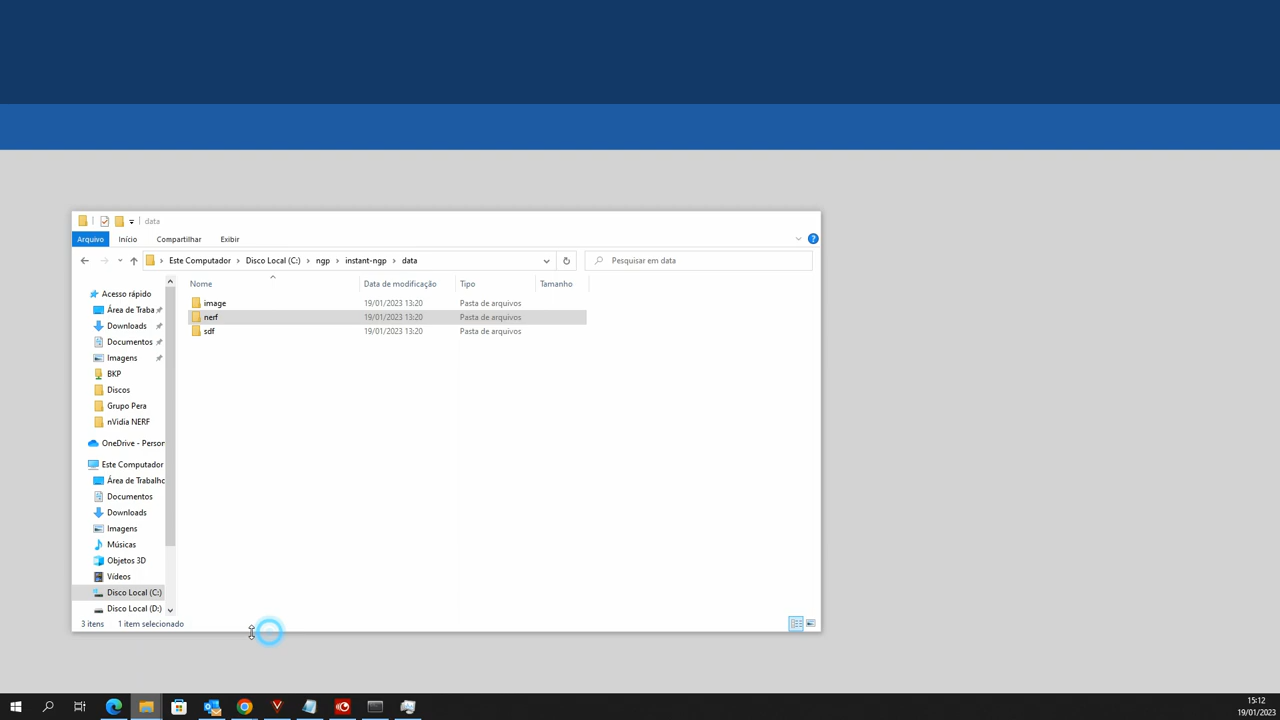 data
Arquivo Início Compartilhar Exibir
Este Computador Disco Local (C:) ngp instant-ngp data Pesquisar em data
Nome Data de modificação Tipo Tamanho
image 19/01/2023 13:20 Pasta de arquivos
nerf 19/01/2023 13:20 Pasta de arquivos
sdf 19/01/2023 13:20 Pasta de arquivos
Acesso rápido
Área de Traba
Downloads
Documentos
Imagens
BKP
Discos
Grupo Pera
nVidia NERF
OneDrive - Person
Este Computador
Área de Trabalho
Documentos
Downloads
Imagens
Músicas
Objetos 3D
Vídeos
Disco Local (C:)
Disco Local (D:)
3 itens 1 item selecionado
15:12
19/01/2023